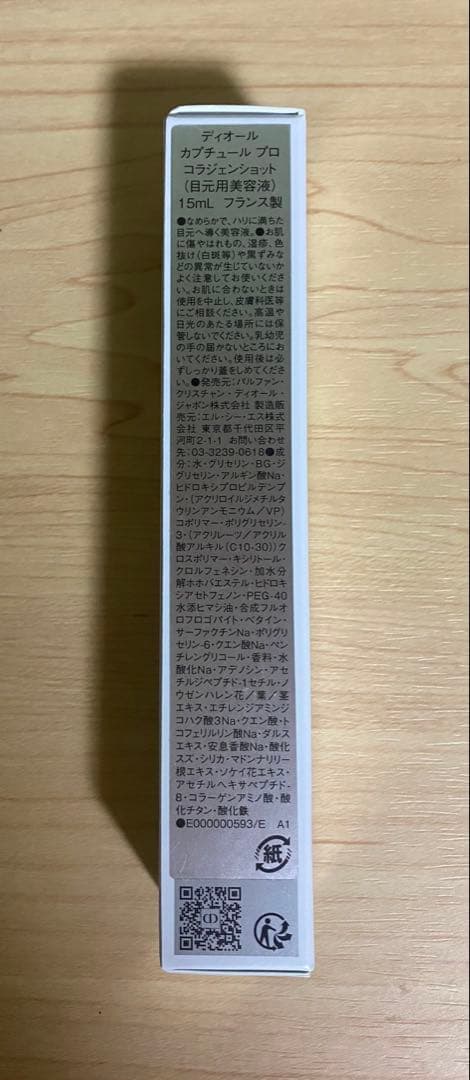 ディオール
カプチュール プロ
コラジェンショット
(目元用美容液)
15mL フランス製
●なめらかで、ハリに満ちた
目元へ導く美容液。●お肌
に傷やはれもの、湿疹、色
抜け(白斑等)や黒ずみな
どの異常が生じていないか
よく注意してお使いくださ
い。お肌に合わないときは
使用を中止し、皮膚科医等
にご相談ください。高温や
日光のあたる場所には保
管しないでください。乳幼児
の手の届かないところにお
いてください。使用後は必
ずしっかり蓋をしめてくださ
い。●発売元:パルファン・
クリスチャン・ディオール・
ジャポン株式会社 製造販
売元:エル・シー・エス株式会
社 東京都千代田区平
河町2-1-1 お問い合わせ
先:03-3239-0618●成
分:水・グリセリン・BG・ジ
グリセリン・アルギン酸Na・
ヒドロキシプロピルデンプ
ン・(アクリロイルジメチルタ
ウリンアンモニウム/VP)
コポリマー・ポリグリセリン-
3・(アクリレーツ/アクリル
酸アルキル(C10-30))ク
ロスポリマー・キシリトール・
クロルフェネシン・加水分
解ホホバエステル・ヒドロキ
シアセトフェノン・PEG-40
水添ヒマシ油・合成フルオ
ロフロゴパイト・ベタイン・
サーファクチンNa・ポリグリ
セリン-6・クエン酸Na・ペン
チレングリコール・香料・水
酸化Na・アデノシン・アセ
チルジペプチド-1セチル・ノ
ウゼンハレン花/葉/茎
エキス・エチレンジアミンジ
コハク酸3Na・クエン酸・ト
コフェリルリン酸Na・ダルス
エキス・安息香酸Na・酸化
スズ・シリカ・マドンナリリー
根エキス・ソケイ花エキス・
アセチルヘキサペプチド-
8・コラーゲンアミノ酸・酸
化チタン・酸化鉄
●E000000593/E A1
紙
CD